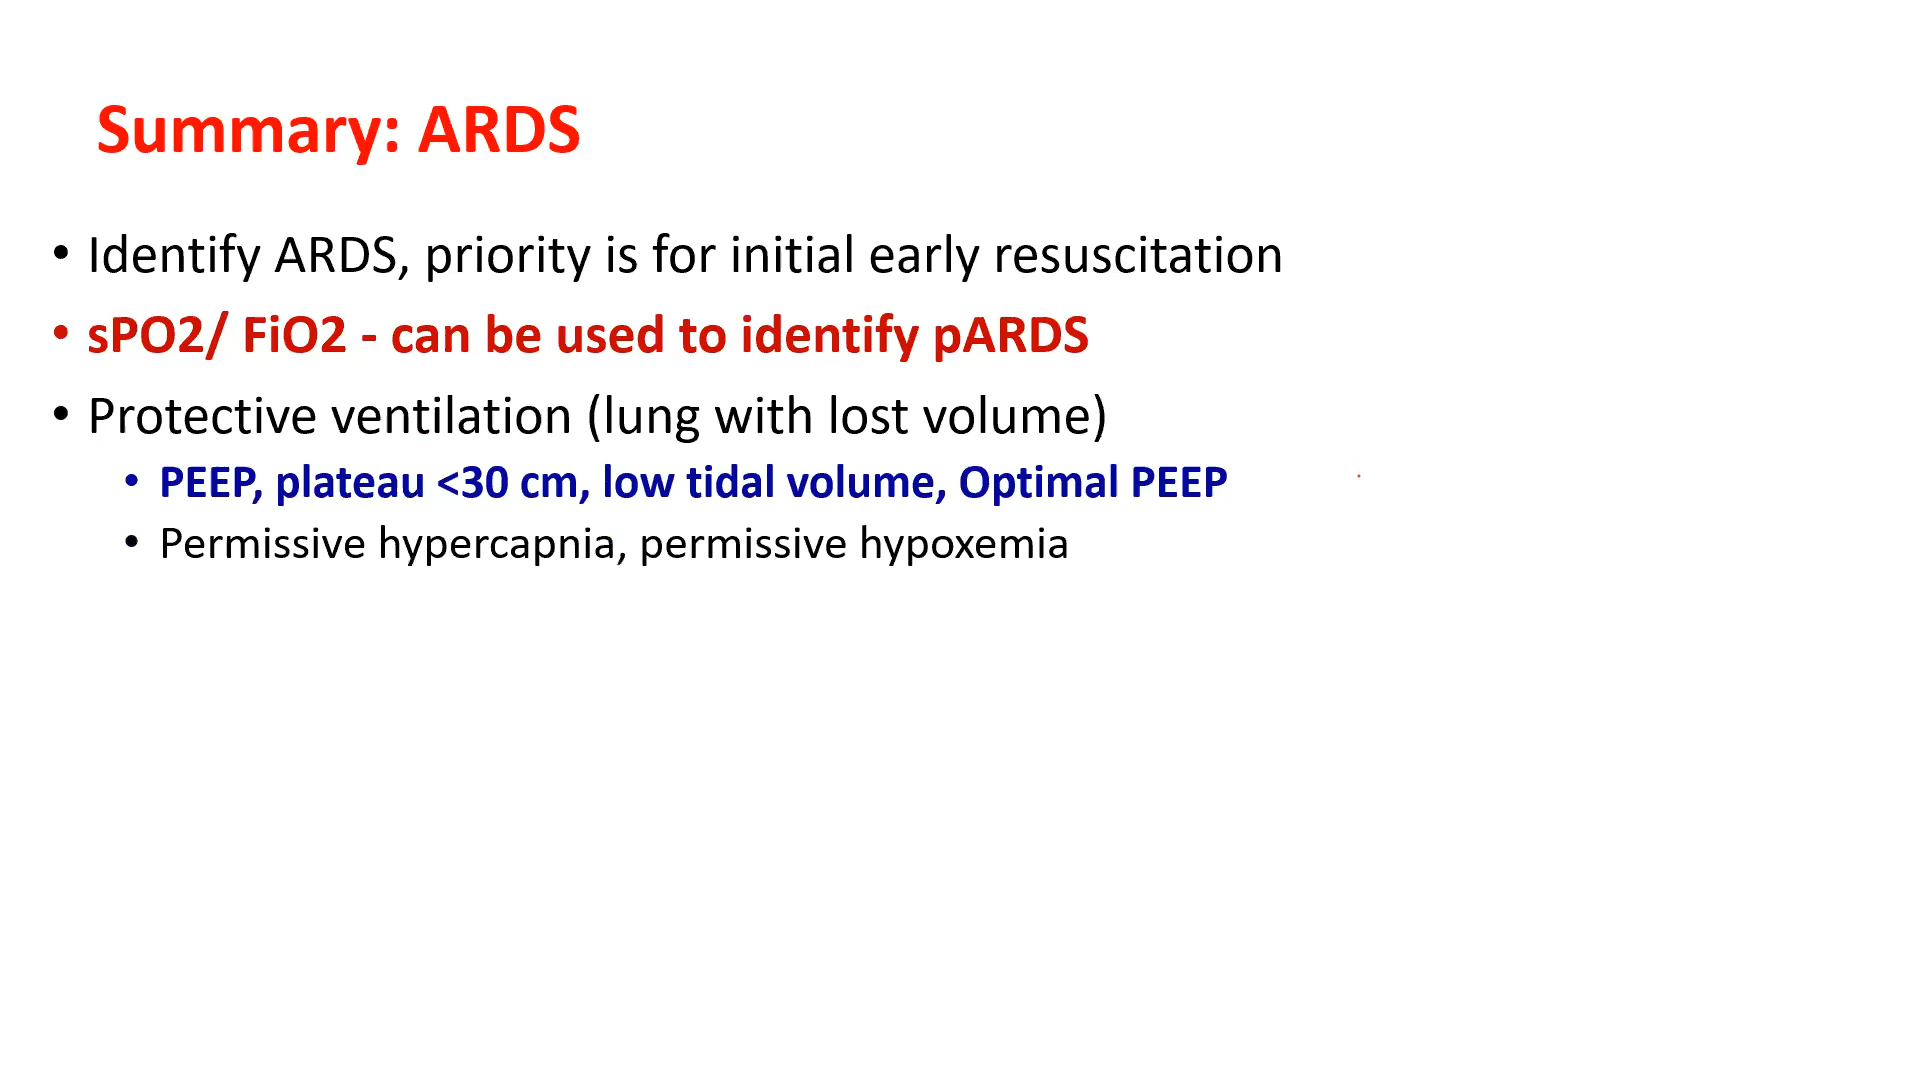 Summary: ARDS
• Identify ARDS, priority is for initial early resuscitation
• sPO2/ FiO2 - can be used to identify pARDS
• Protective ventilation (lung with lost volume)
• PEEP, plateau <30 cm, low tidal volume, Optimal PEEP
• Permissive hypercapnia, permissive hypoxemia